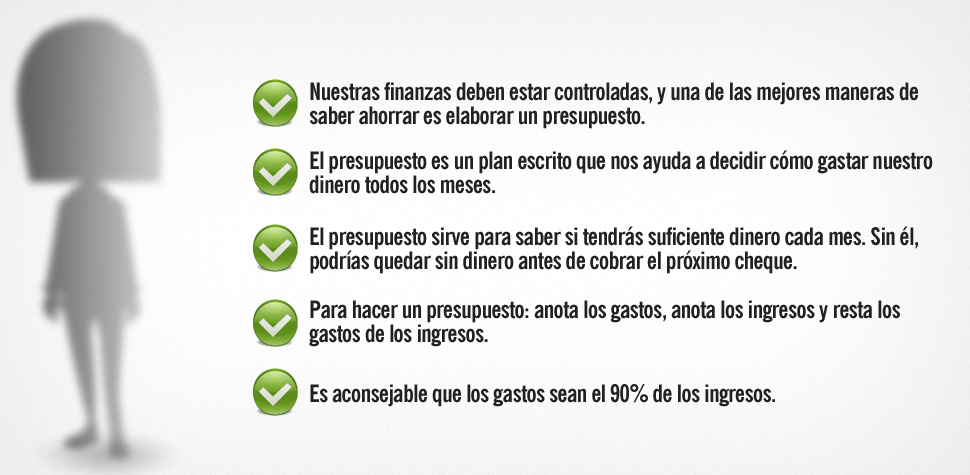 Nuestras finanzas deben estar controladas, y una de las mejores maneras de
saber ahorrar es elaborar un presupuesto.
El presupuesto es un plan escrito que nos ayuda a decidir cómo gastar nuestro
dinero todos los meses.
El presupuesto sirve para saber si tendrás suficiente dinero cada mes. Sin él,
podrías quedar sin dinero antes de cobrar el próximo cheque.
Para hacer un presupuesto: anota los gastos, anota los ingresos y resta los
gastos de los ingresos.
Es aconsejable que los gastos sean el 90% de los ingresos.